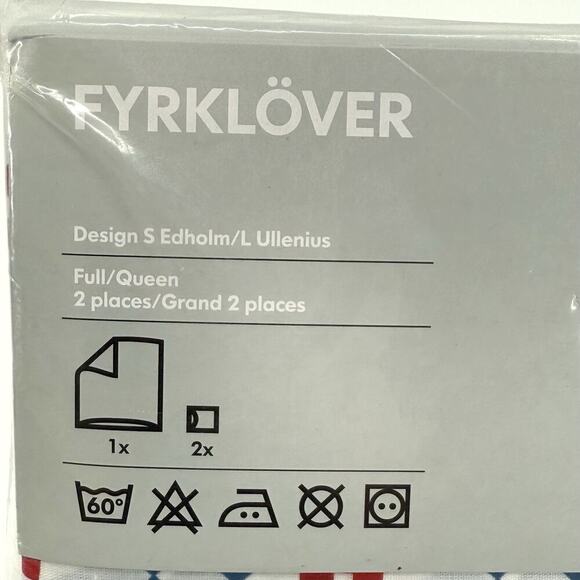 FYRKLÖVER
Design S Edholm/L Ullenius
Full/Queen
2 places/Grand 2 places
1x
2x
60°